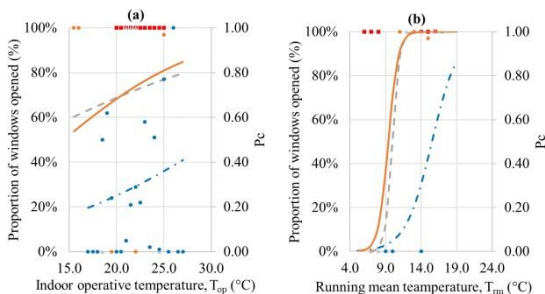 (a)
Proportion of windows opened (%)
100%
80%
60%
40%
20%
0%
1.00
0.80
0.60
0.40
0.20
0.00
Pc
15.0 20.0 25.0 30.0
Indoor operative temperature, Top (°C)
(b)
Proportion of windows opened (%)
100%
80%
60%
40%
20%
0%
1.00
0.80
0.60
0.40
0.20
0.00
Pc
4.0 9.0 14.0 19.0 24.0
Running mean teamperature, Trm (°C)